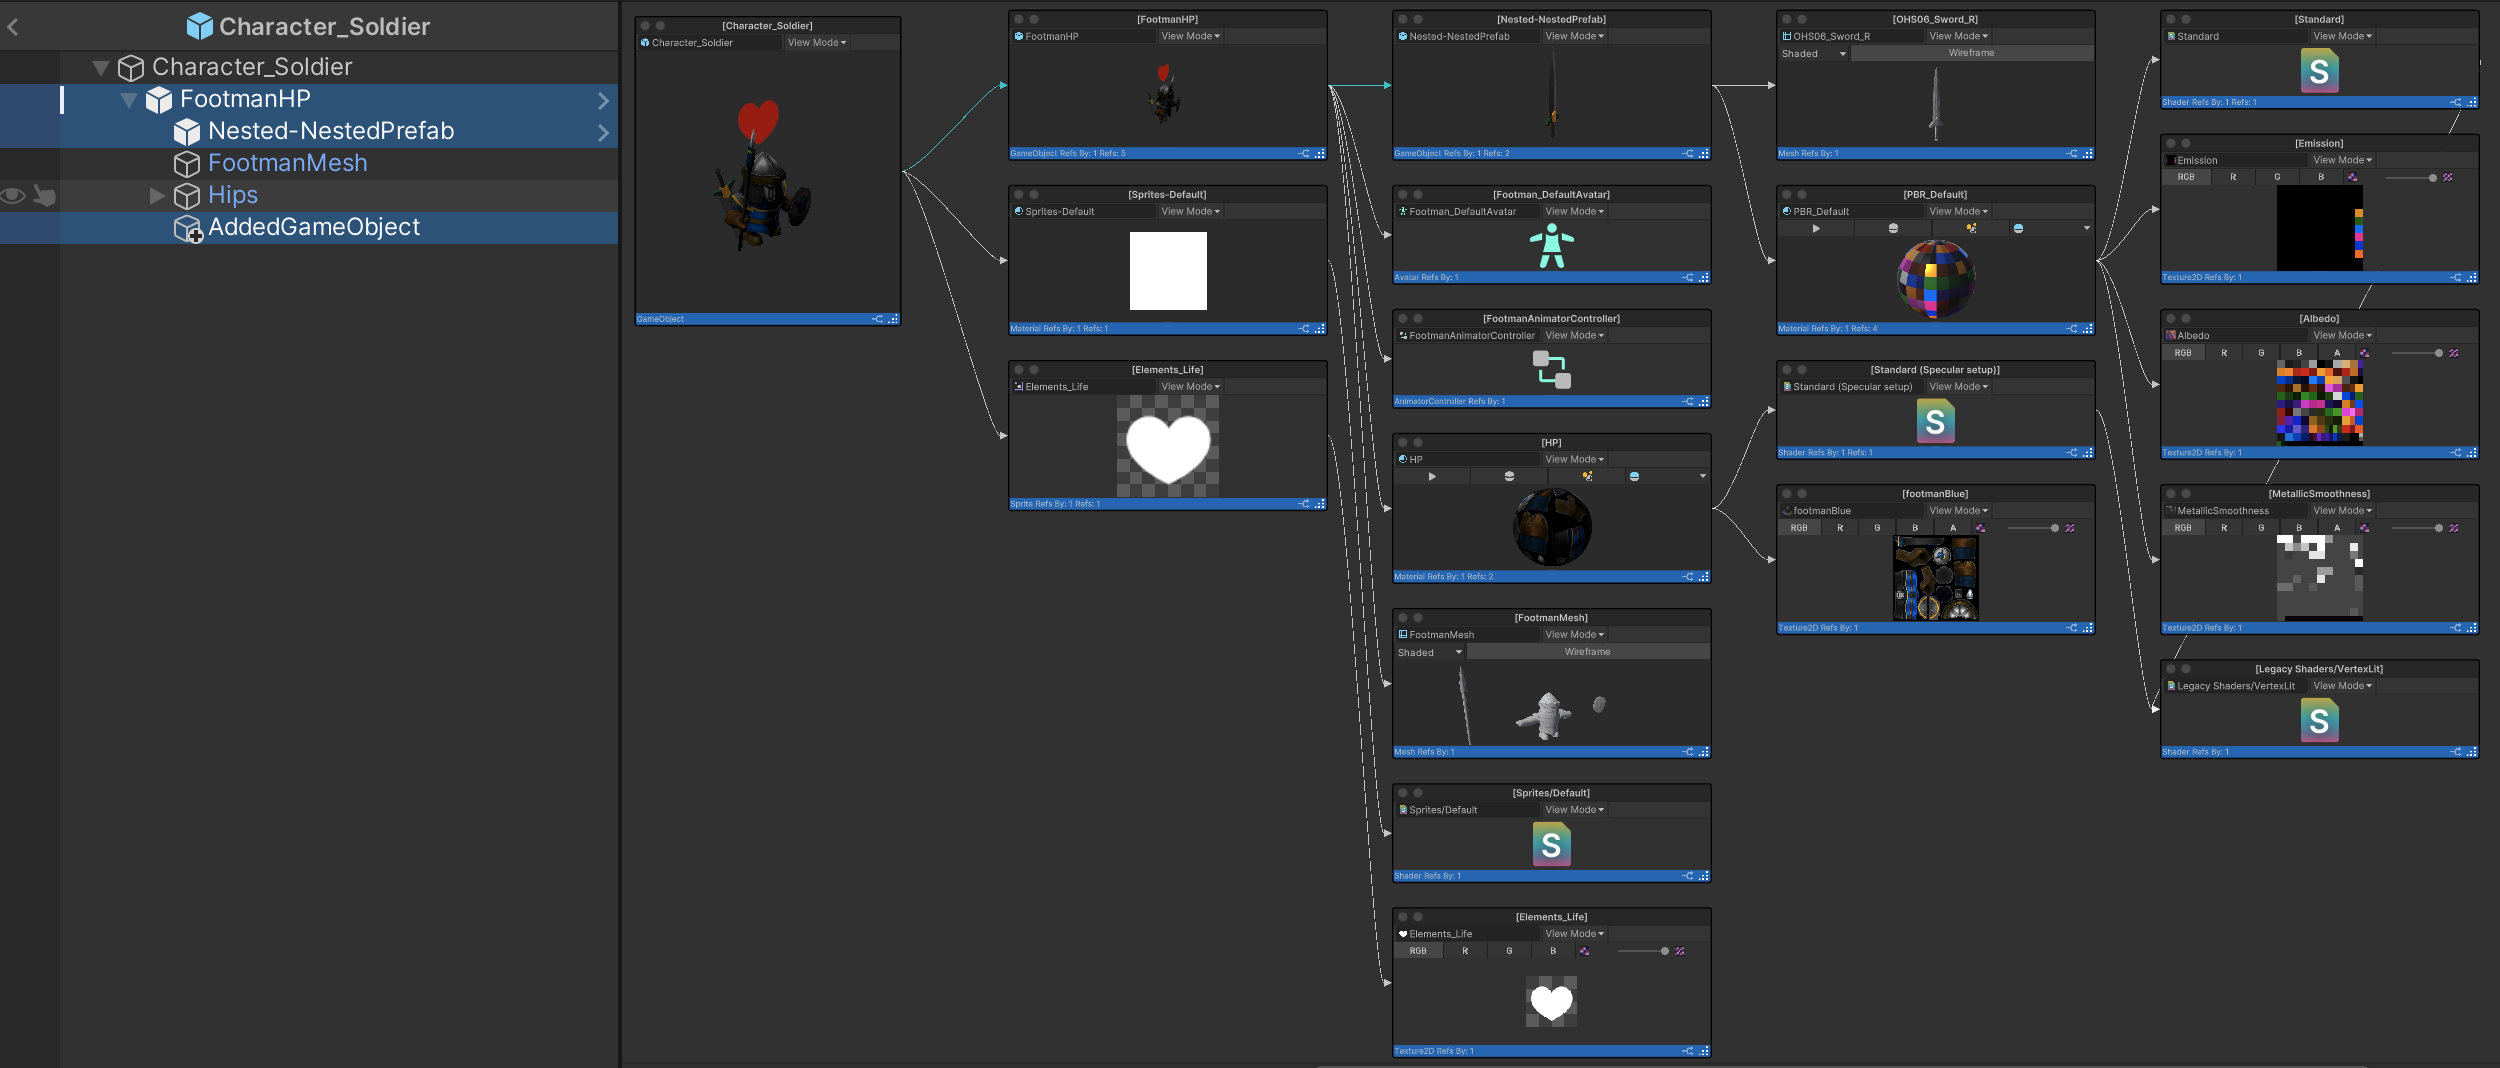 Character_Soldier
Character_Soldier
FootmanHP
Nested-NestedPrefab
FootmanMesh
Hips
AddedGameObject
[Character_Soldier]
Character_Soldier View Mode
GameObject
[FootmanHP]
FootmanHP View Mode
GameObject Refs By: 1 Refs: 5
[Sprites-Default]
Sprites-Default View Mode
Material Refs By: 1 Refs: 1
[Elements_Life]
Elements_Life View Mode
Sprite Refs By: 1 Refs: 1
[Nested-NestedPrefab]
Nested-NestedPrefab View Mode
GameObject Refs By: 1 Refs: 2
[Footman_DefaultAvatar]
Footman_DefaultAvatar View Mode
Avatar Refs By: 1
[FootmanAnimatorController]
FootmanAnimatorController View Mode
AnimatorController Refs By: 1
[HP]
HP View Mode
Material Refs By: 1 Refs: 2
[FootmanMesh]
FootmanMesh View Mode
Shaded Wireframe
Mesh Refs By: 1
[Sprites/Default]
Sprites/Default View Mode
S
Shader Refs By: 1
[Elements_Life]
Elements_Life View Mode
RGB R G B
Texture2D Refs By: 1
[OHS06_Sword_R]
OHS06_Sword_R View Mode
Shaded Wireframe
Mesh Refs By: 1
[PBR_Default]
PBR_Default View Mode
Material Refs By: 1 Refs: 4
[Standard (Specular setup)]
Standard (Specular setup) View Mode
S
Shader Refs By: 1 Refs: 1
[footmanBlue]
footmanBlue View Mode
RGB R G B A
Texture2D Refs By: 1
[Standard]
Standard View Mode
S
Shader Refs By: 1 Refs: 1
[Emission]
Emission View Mode
RGB R G B
Texture2D Refs By: 1
[Albedo]
Albedo View Mode
RGB R G B A
Texture2D Refs By: 1
[MetallicSmoothness]
MetallicSmoothness View Mode
RGB R G B A
Texture2D Refs By: 1
[Legacy Shaders/VertexLit]
Legacy Shaders/VertexLit View Mode
S
Shader Refs By: 1